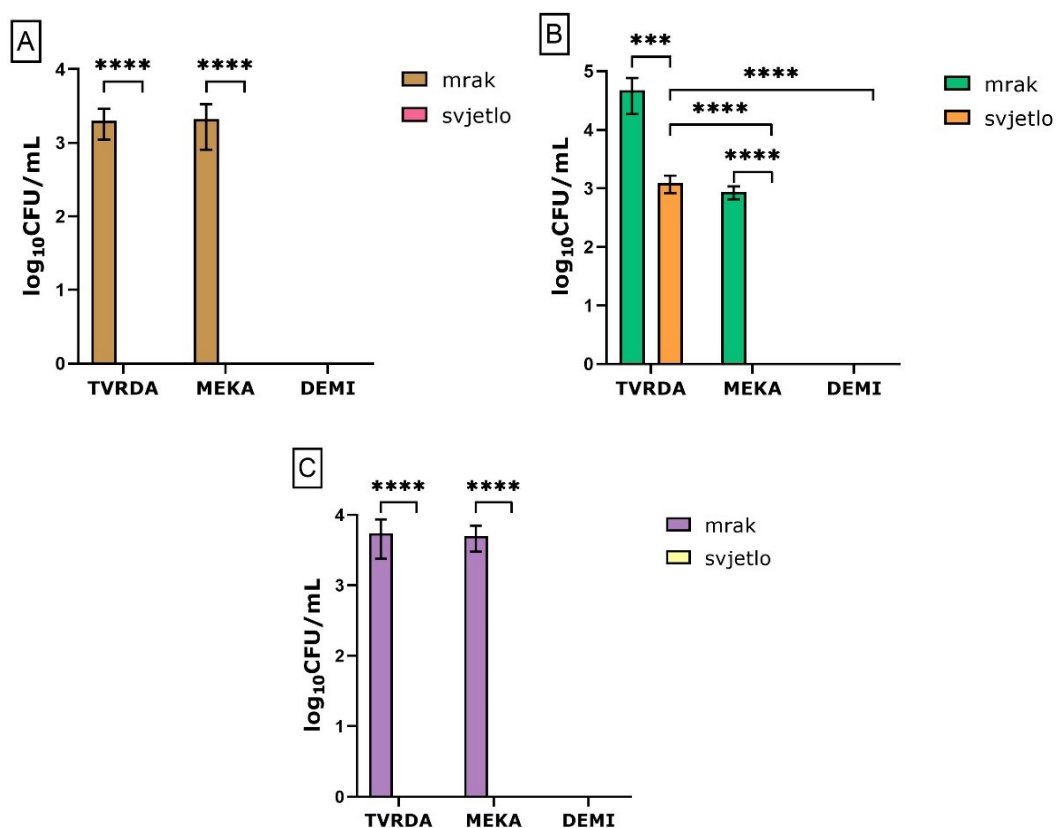 A
****
****
mrak
svjetlo
log₁₀CFU/mL
4
3
2
1
0
TVRDA
MEKA
DEMI
B
***
****
****
****
mrak
svjetlo
log₁₀CFU/mL
5
4
3
2
1
0
TVRDA
MEKA
DEMI
C
****
****
mrak
svjetlo
log₁₀CFU/mL
4
3
2
1
0
TVRDA
MEKA
DEMI